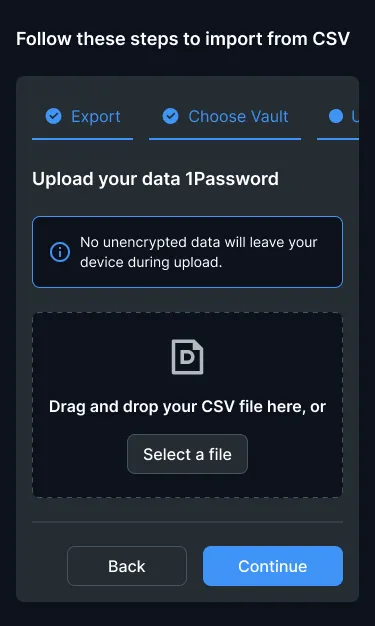 Follow these steps to import from CSV
Export
Choose Vault
Upload your data 1Password
No unencrypted data will leave your
device during upload.
D
Drag and drop your CSV file here, or
Select a file
Back
Continue